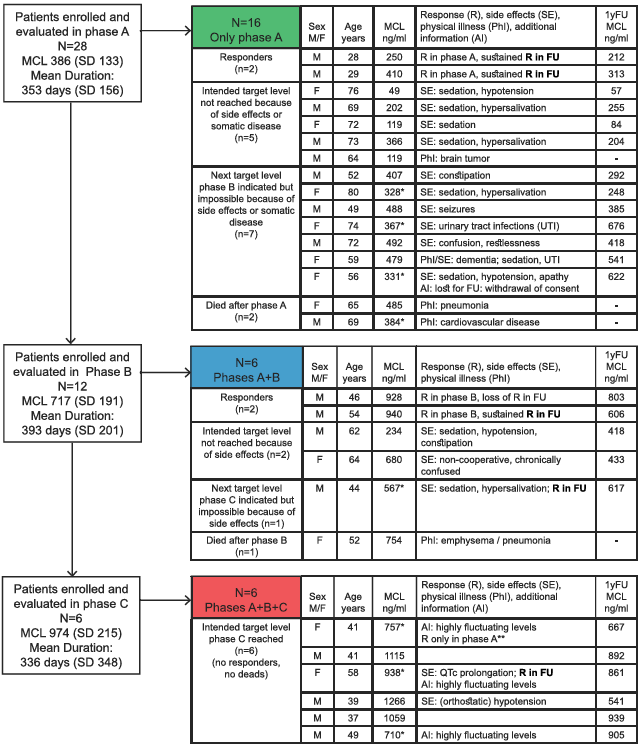 Patients enrolled and
evaluated in phase A
N=28
MCL 386 (SD 133)
Mean Duration:
353 days (SD 156)
N=16
Only phase A
Sex
M/F
Age
years
MCL
ng/ml
Response (R), side effects (SE),
physical illness (PhI), additional
information (AI)
1yFU
MCL
ng/ml
Responders
(n=2)
M 28 250 R in phase A, sustained R in FU 212
M 29 410 R in phase A, sustained R in FU 313
Intended target level
not reached because
of side effects or
somatic disease
(n=5)
F 76 49 SE: sedation, hypotension 57
M 69 202 SE: sedation, hypersalivation 255
F 72 119 SE: sedation 84
M 73 366 SE: sedation, hypersalivation 204
M 64 119 PhI: brain tumor -
Next target level
phase B indicated but
impossible because of
side effects or somatic
disease
(n=7)
M 52 407 SE: constipation 292
F 80 328* SE: sedation, hypersalivation 248
M 49 488 SE: seizures 385
F 74 367* SE: urinary tract infections (UTI) 676
M 72 492 SE: confusion, restlessness 418
F 59 479 PhI/SE: dementia; sedation, UTI 541
F 56 331* SE: sedation, hypotension, apathy 622
AI: lost for FU: withdrawal of consent
Died after phase A
(n=2)
F 65 485 PhI: pneumonia -
M 69 384* PhI: cardiovascular disease -
Patients enrolled and
evaluated in Phase B
N=12
MCL 717 (SD 191)
Mean Duration:
393 days (SD 201)
N=6
Phases A+B
Sex
M/F
Age
years
MCL
ng/ml
Response (R), side effects (SE),
physical illness (PhI)
1yFU
MCL
ng/ml
Responders
(n=2)
M 46 928 R in phase B, loss of R in FU 803
M 54 940 R in phase B, sustained R in FU 606
Intended target level
not reached because
of side effects (n=2)
M 62 234 SE: sedation, hypotension, 418
constipation
F 64 680 SE: non-cooperative, chronically 433
confused
Next target level
phase C indicated but
impossible because of
side effects (n=1)
M 44 567* SE: sedation, hypersalivation; R in FU 617
Died after phase B
(n=1)
F 52 754 PhI: emphysema / pneumonia -
Patients enrolled and
evaluated in phase C
N=6
MCL 974 (SD 215)
Mean Duration:
336 days (SD 348)
N=6
Phases A+B+C
Sex
M/F
Age
years
MCL
ng/ml
Response (R), side effects (SE),
physical illness (PhI), additional
information (AI)
1yFU
MCL
ng/ml
Intended target level
phase C reached
(n=6)
(no responders,
no deads)
F 41 757* AI: highly fluctuating levels 667
R only in phase A**
M 41 1115 892
F 58 938* SE: QTc prolongation; R in FU 861
AI: highly fluctuating levels
M 39 1266 SE: (orthostatic) hypotension 541
M 37 1059 939
M 49 710* AI: highly fluctuating levels 905